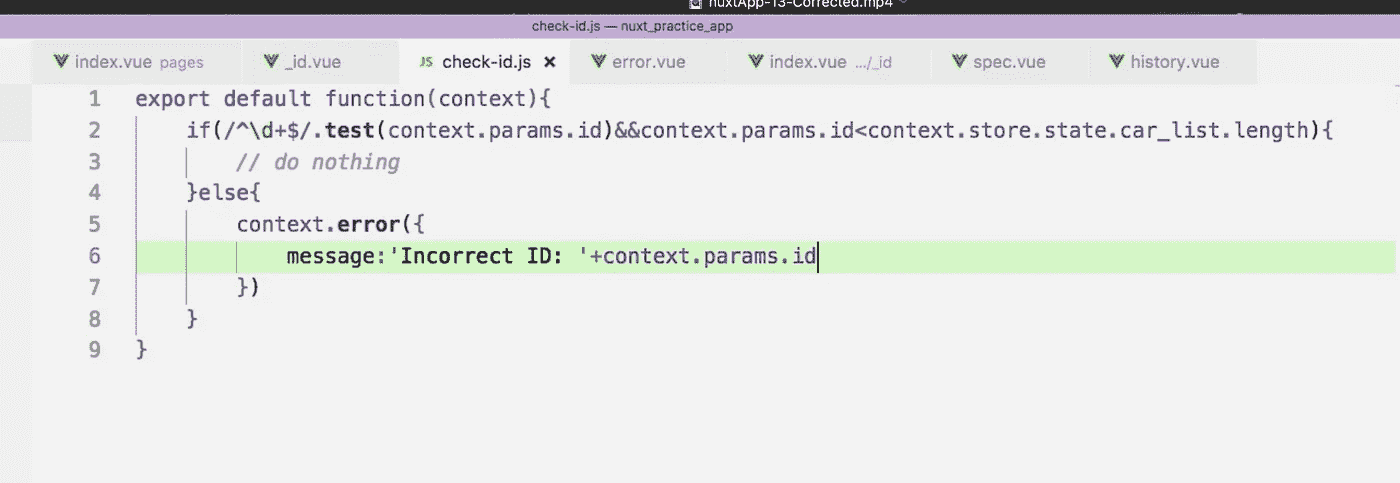 nuxtApp-13-Corrected.mp4
check-id.js — nuxt_practice_app
index.vue pages
_id.vue
JS check-id.js ×
error.vue
index.vue .../_id
spec.vue
history.vue
1 export default function(context){
2 if(/^\d+$/.test(context.params.id)&&context.params.id<context.store.state.car_list.length){
3 // do nothing
4 }else{
5 context.error({
6 message:'Incorrect ID: '+context.params.id
7 })
8 }
9 }